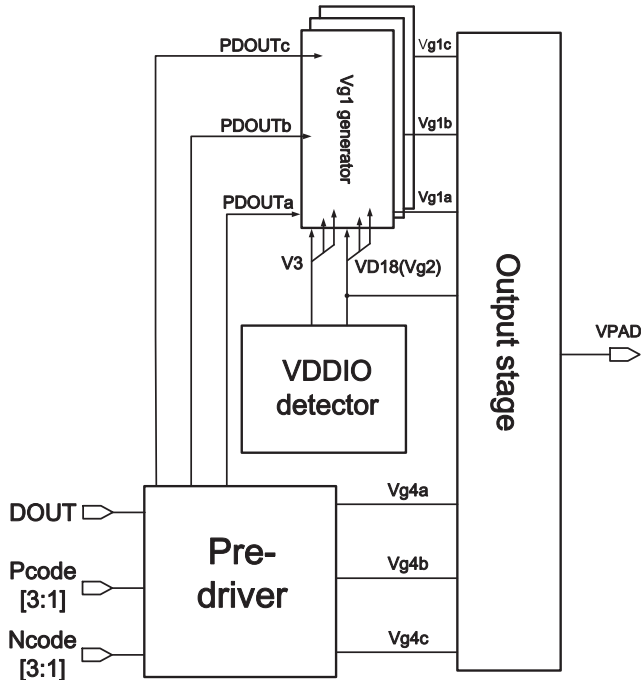 PDOUTc
Vg1c
Vg1 generator
PDOUTb
Vg1b
PDOUTa
Vg1a
V3
VD18(Vg2)
Output stage
VPAD
VDDIO
detector
DOUT
Pcode
[3:1]
Ncode
[3:1]
Pre-
driver
Vg4a
Vg4b
Vg4c